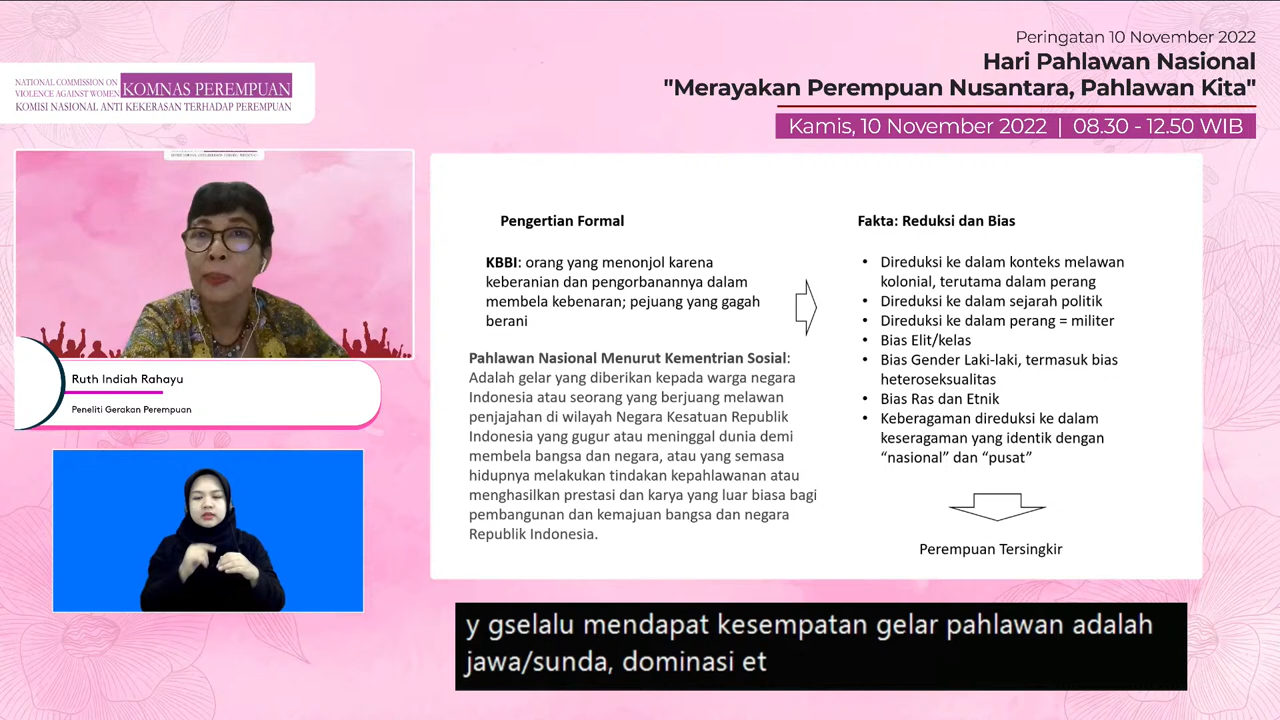 Peringatan 10 November 2022
Hari Pahlawan Nasional
"Merayakan Perempuan Nusantara, Pahlawan Kita"
Kamis, 10 November 2022 | 08.30 - 12.50 WIB
NATIONAL COMMISSION ON
VIOLENCE AGAINST WOMEN
KOMNAS PEREMPUAN
KOMISI NASIONAL ANTI KEKERASAN TERHADAP PEREMPUAN
Ruth Indiah Rahayu
Peneliti Gerakan Perempuan
Pengertian Formal
KBBI: orang yang menonjol karena
keberanian dan pengorbanannya dalam
membela kebenaran; pejuang yang gagah
berani
Pahlawan Nasional Menurut Kementrian Sosial:
Adalah gelar yang diberikan kepada warga negara
Indonesia atau seorang yang berjuang melawan
penjajahan di wilayah Negara Kesatuan Republik
Indonesia yang gugur atau meninggal dunia demi
membela bangsa dan negara, atau yang semasa
hidupnya melakukan tindakan kepahlawanan atau
menghasilkan prestasi dan karya yang luar biasa bagi
pembangunan dan kemajuan bangsa dan negara
Republik Indonesia.
Fakta: Reduksi dan Bias
• Direduksi ke dalam konteks melawan
kolonial, terutama dalam perang
• Direduksi ke dalam sejarah politik
• Direduksi ke dalam perang = militer
• Bias Elit/kelas
• Bias Gender Laki-laki, termasuk bias
heteroseksualitas
• Bias Ras dan Etnik
• Keberagaman direduksi ke dalam
keseragaman yang identik dengan
“nasional” dan “pusat”
Perempuan Tersingkir
y gselalu mendapat kesempatan gelar pahlawan adalah
jawa/sunda, dominasi et